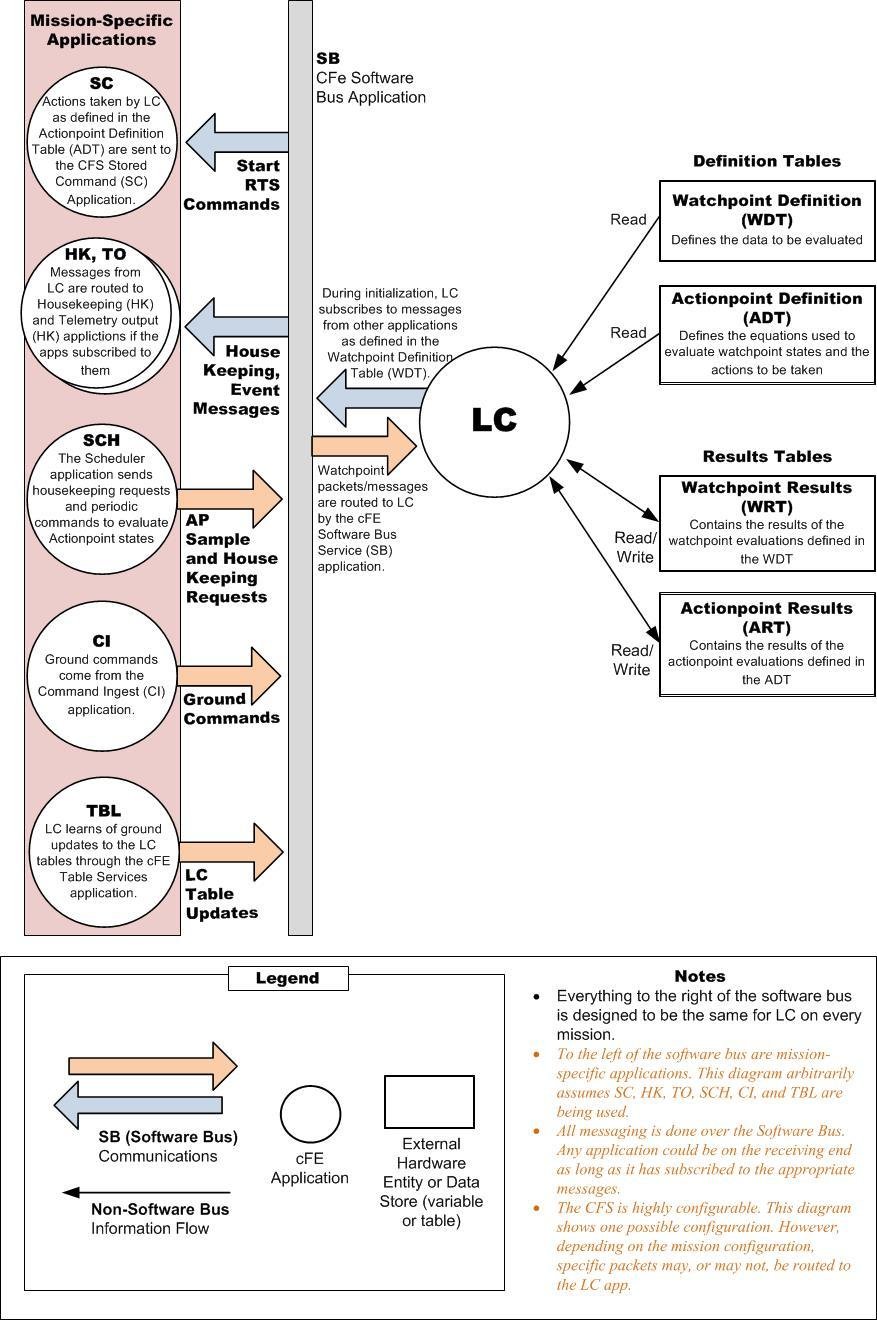 Mission-Specific
Applications
SC
Actions taken by LC
as defined in the
Actionpoint Definition
Table (ADT) are sent to
the CFS Stored
Command (SC)
Application.
Start
RTS
Commands
HK, TO
Messages from
LC are routed to
Housekeeping (HK)
and Telemetry output
(HK) applictions if the
apps subscribed to
them
House
Keeping,
Event
Messages
SCH
The Scheduler
application sends
housekeeping requests
and periodic
commands to evaluate
Actionpoint states
AP
Sample
and House
Keeping
Requests
CI
Ground commands
come from the
Command Ingest (CI)
application.
Ground
Commands
TBL
LC learns of ground
updates to the LC
tables through the cFE
Table Services
application.
LC
Table
Updates
SB
CFe Software
Bus Application
During initialization, LC
subscribes to messages
from other applications
as defined in the
Watchpoint Definition
Table (WDT).
LC
Watchpoint
packets/messages
are routed to LC
by the cFE
Software Bus
Service (SB)
application.
Definition Tables
Read
Watchpoint Definition
(WDT)
Defines the data to be evaluated
Read
Actionpoint Definition
(ADT)
Defines the equations used to
evaluate watchpoint states and the
actions to be taken
Results Tables
Read/
Write
Watchpoint Results
(WRT)
Contains the results of the
watchpoint evaluations defined in
the WDT
Read/
Write
Actionpoint Results
(ART)
Contains the results of the
actionpoint evaluations defined in
the ADT
Legend
SB (Software Bus)
Communications
Non-Software Bus
Information Flow
cFE
Application
External
Hardware
Entity or Data
Store (variable
or table)
Notes
• Everything to the right of the software bus
is designed to be the same for LC on every
mission.
• To the left of the software bus are mission-
specific applications. This diagram arbitrarily
assumes SC, HK, TO, SCH, CI, and TBL are
being used.
• All messaging is done over the Software Bus.
Any application could be on the receiving end
as long as it has subscribed to the appropriate
messages.
• The CFS is highly configurable. This diagram
shows one possible configuration. However,
depending on the mission configuration,
specific packets may, or may not, be routed to
the LC app.